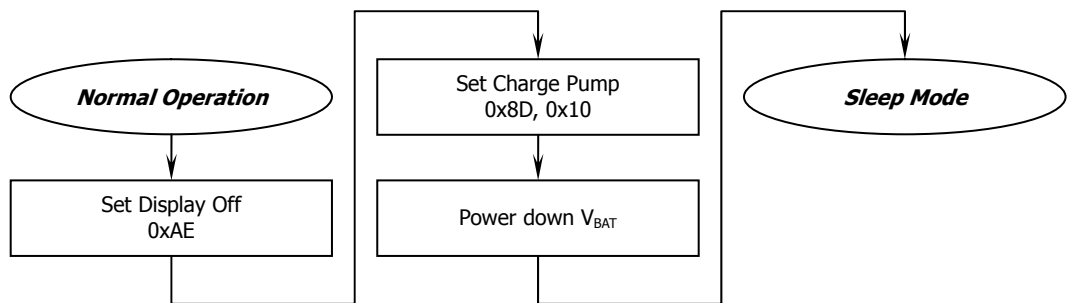 Normal Operation
Set Display Off
0xAE
Set Charge Pump
0x8D, 0x10
Power down VBAT
Sleep Mode